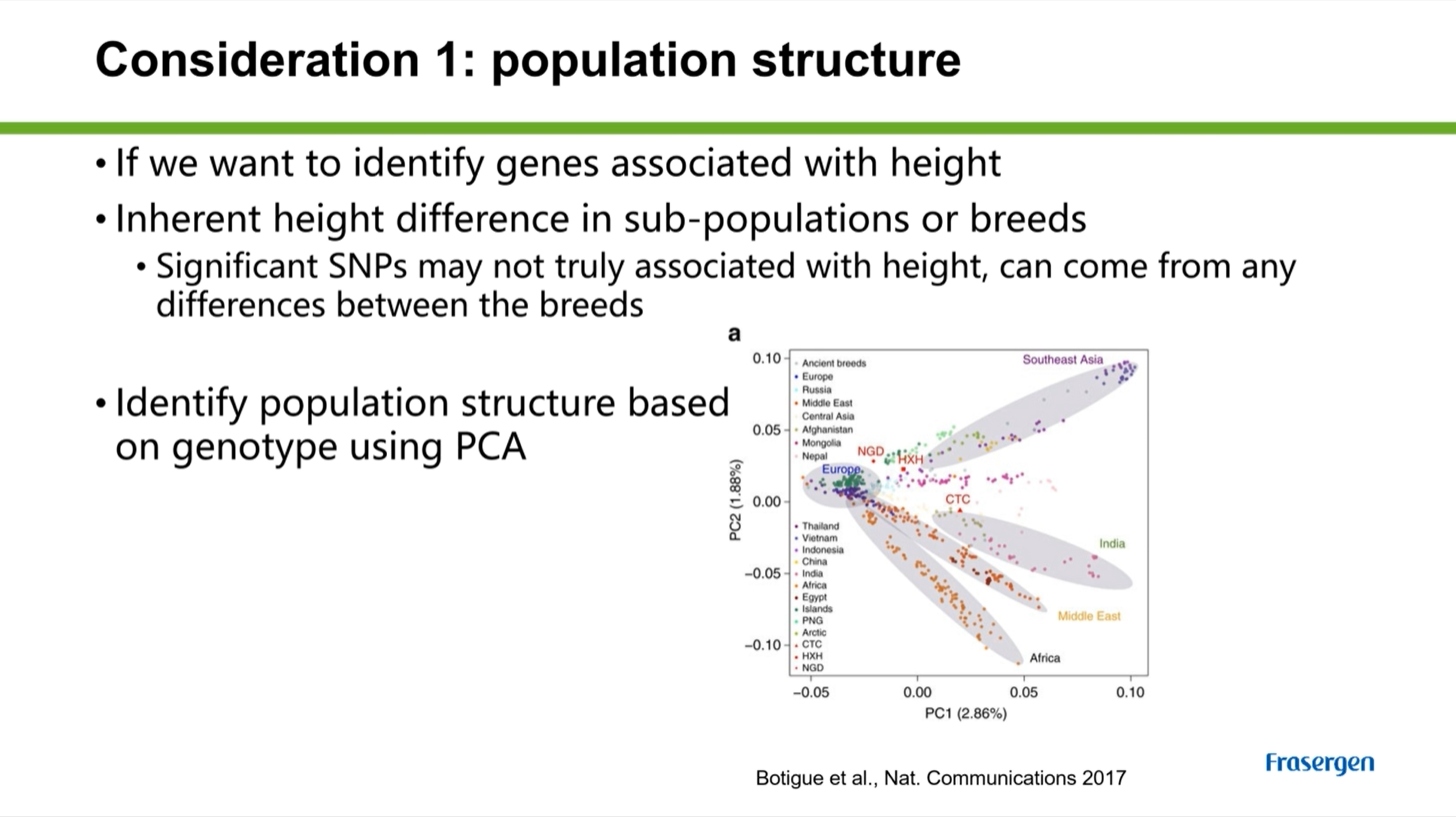 Consideration 1: population structure
• If we want to identify genes associated with height
• Inherent height difference in sub-populations or breeds
• Significant SNPs may not truly associated with height, can come from any
differences between the breeds
• Identify population structure based
on genotype using PCA
a
0.10
0.05
0.00
−0.05
−0.10
PC2 (1.88%)
Ancient breeds
Europe
Russia
Middle East
Central Asia
Afghanistan
Mongolia
Nepal
Southeast Asia
NGD
HXH
Europe
CTC
India
Middle East
Africa
Thailand
Vietnam
Indonesia
China
India
Africa
Egypt
Islands
PNG
Arctic
CTC
HXH
NGD
−0.05
0.00
0.05
0.10
PC1 (2.86%)
Botigue et al., Nat. Communications 2017
Frasergen